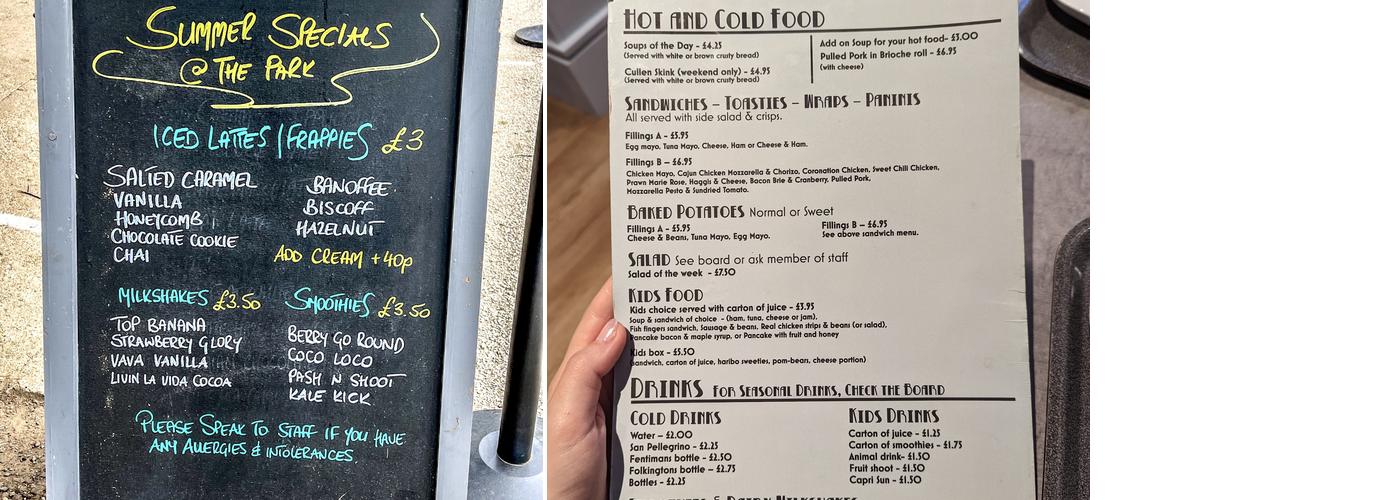 SUMMER SPECIALS
@ THE PARK
ICED LATTES/FRAPPIES £3
SALTED CARAMEL
VANILLA
HONEYCOMB
CHOCOLATE COOKIE
CHAI
BANOFFEE
BISCOFF
HAZELNUT
ADD CREAM +40p
MILKSHAKES £3.50
TOP BANANA
STRAWBERRY GLORY
VAVA VANILLA
LIVIN LA VIDA COCOA
SMOOTHIES £3.50
BERRY GO ROUND
COCO LOCO
PASH N SHOOT
KALE KICK
PLEASE SPEAK TO STAFF IF YOU HAVE
ANY ALLERGIES & INTOLERANCES.
HOT AND COLD FOOD
Soups of the Day - £4.25
(Served with white or brown crusty bread)
Cullen Skink (weekend only) - £4.95
(Served with white or brown crusty bread)
Add on Soup for your hot food- £3.00
Pulled Pork in Brioche roll - £6.95
(with cheese)
SANDWICHES - TOASTIES - WRAPS - PANINIS
All served with side salad & crisps.
Fillings A - £5.95
Egg mayo, Tuna Mayo, Cheese, Ham or Cheese & Ham.
Fillings B - £6.95
Chicken Mayo, Cajun Chicken Mozzarella & Chorizo, Coronation Chicken, Sweet Chili Chicken,
Prawn Marie Rose, Haggis & Cheese, Bacon Brie & Cranberry, Pulled Pork,
Mozzarella Pesto & Sundried Tomato.
BAKED POTATOES Normal or Sweet
Fillings A - £5.95
Cheese & Beans, Tuna Mayo, Egg Mayo.
Fillings B - £6.95
See above sandwich menu.
SALAD See board or ask member of staff
Salad of the week - £7.50
KIDS FOOD
Kids choice served with carton of juice - £3.95
Soup & sandwich of choice - (ham, tuna, cheese or jam),
Fish fingers sandwich, Sausage & beans, Real chicken strips & beans (or salad),
Pancake bacon & maple syrup, or Pancake with fruit and honey
Kids box - £5.50
(sandwich, carton of juice, haribo sweeties, pom-bears, cheese portion)
DRINKS FOR SEASONAL DRINKS, CHECK THE BOARD
COLD DRINKS
Water - £2.00
San Pellegrino - £2.25
Fentimans bottle - £2.50
Folkingtons bottle - £2.75
Bottles - £2.25
KIDS DRINKS
Carton of juice - £1.25
Carton of smoothies - £1.75
Animal drink- £1.50
Fruit shoot - £1.50
Capri Sun - £1.50